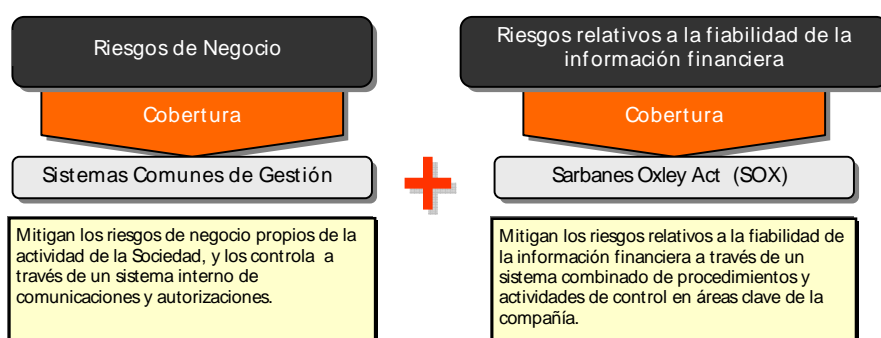 Riesgos de Negocio
Cobertura
Sistemas Comunes de Gestión
Mitigan los riesgos de negocio propios de la
actividad de la Sociedad, y los controla a
través de un sistema interno de
comunicaciones y autorizaciones.
+
Riesgos relativos a la fiabilidad de la
información financiera
Cobertura
Sarbanes Oxley Act (SOX)
Mitigan los riesgos relativos a la fiabilidad de
la información financiera a través de un
sistema combinado de procedimientos y
actividades de control en áreas clave de la
compañía.